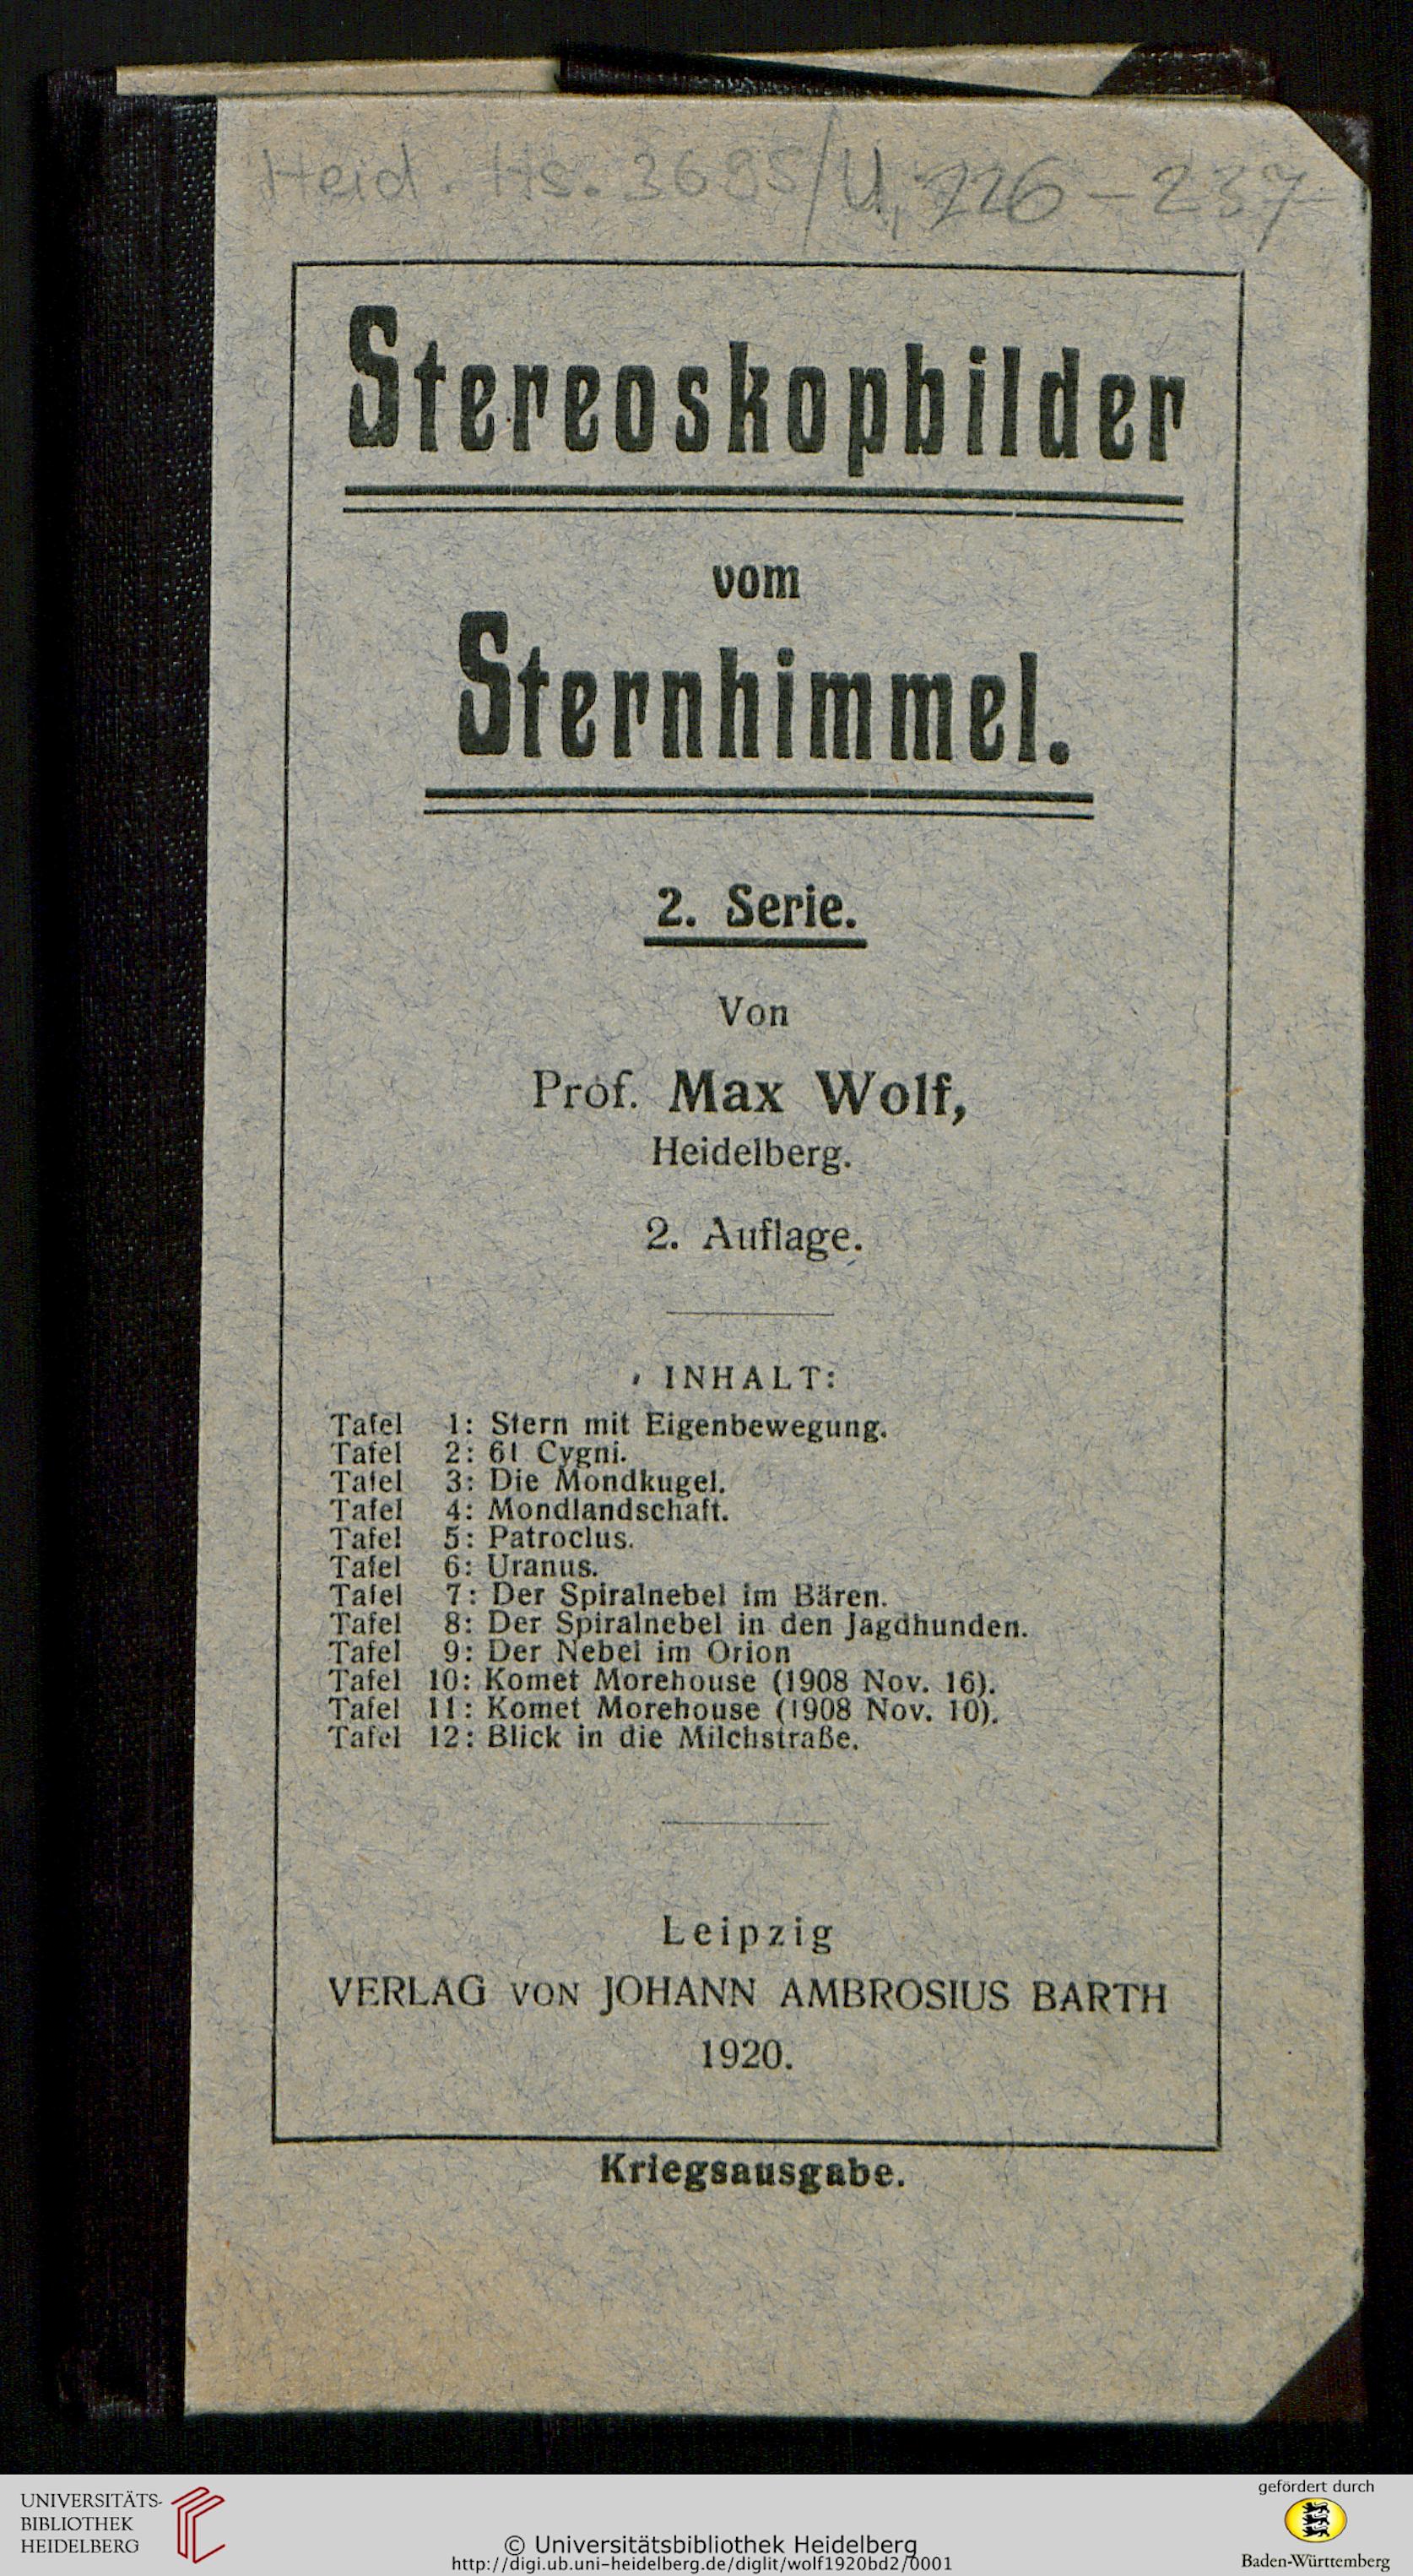 Heid. Hs. 3695/U, 226-237
Stereoskopbilder
vom
Sternhimmel.
2. Serie.
Von
Prof. Max Wolf,
Heidelberg.
2. Auflage.
INHALT:
Tafel 1: Stern mit Eigenbewegung.
Tafel 2: 61 Cygni.
Tafel 3: Die Mondkugel.
Tafel 4: Mondlandschaft.
Tafel 5: Patroclus.
Tafel 6: Uranus.
Tafel 7: Der Spiralnebel im Bären.
Tafel 8: Der Spiralnebel in den Jagdhunden.
Tafel 9: Der Nebel im Orion
Tafel 10: Komet Morehouse (1908 Nov. 16).
Tafel 11: Komet Morehouse (1908 Nov. 10).
Tafel 12: Blick in die Milchstraße.
Leipzig
VERLAG VON JOHANN AMBROSIUS BARTH
1920.
Kriegsausgabe.
UNIVERSITÄTS-
BIBLIOTHEK
HEIDELBERG
© Universitätsbibliothek Heidelberg
http://digi.ub.uni-heidelberg.de/diglit/wolf1920bd2/0001
gefördert durch
Baden-Württemberg